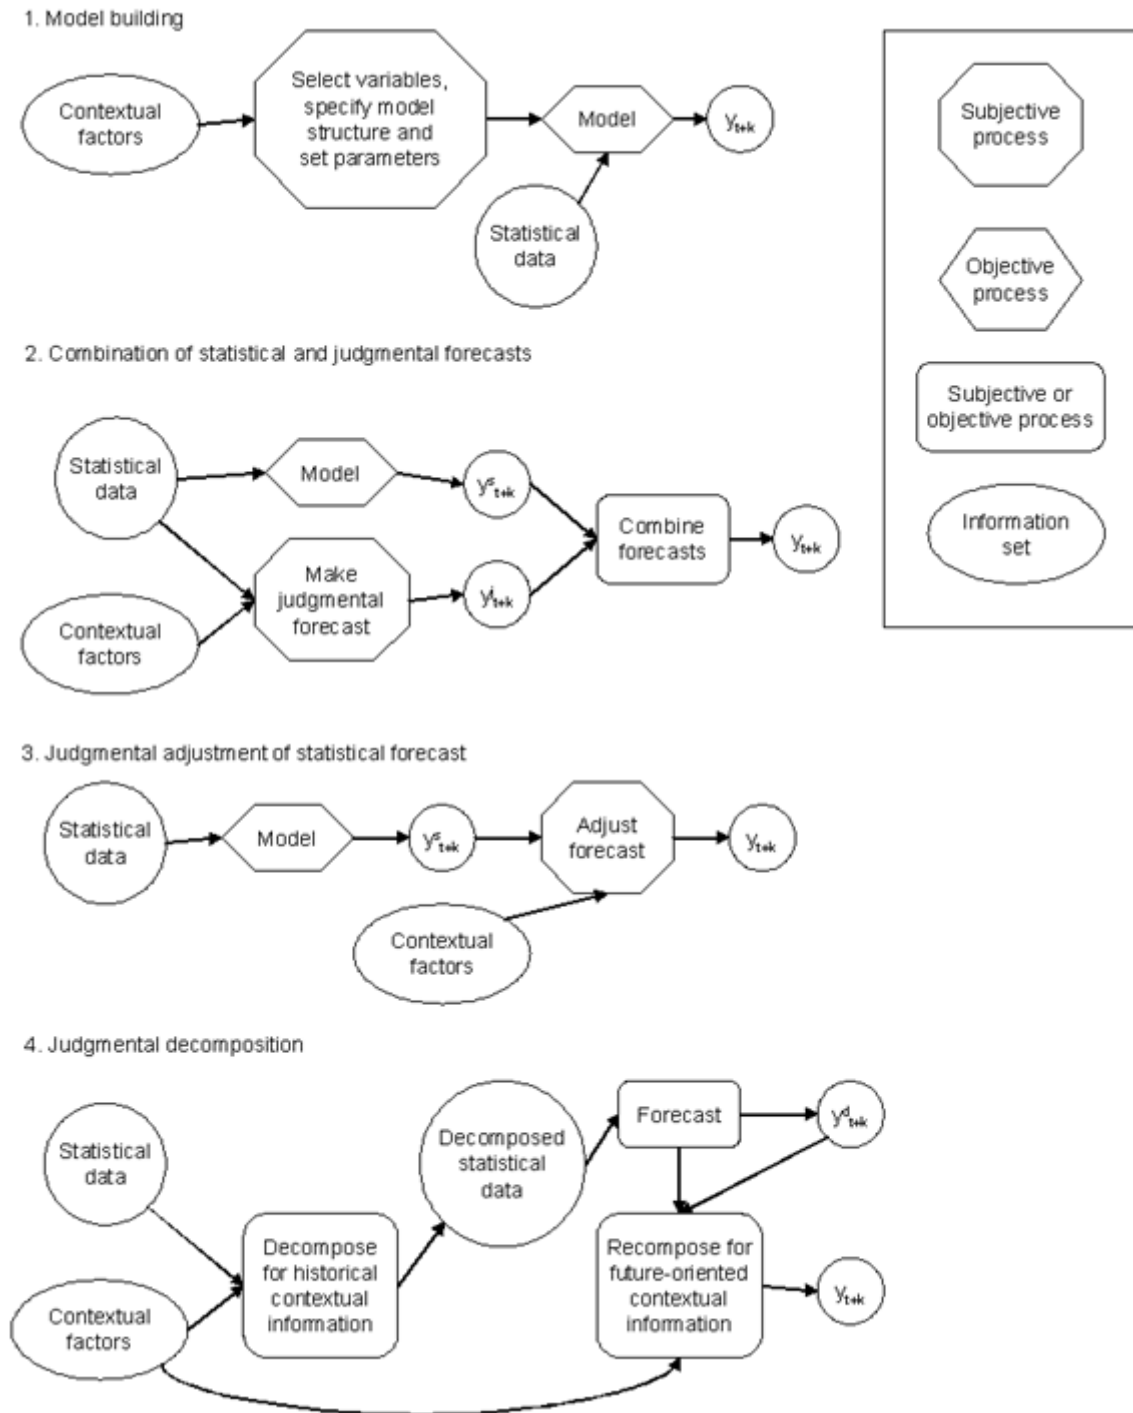 1. Model building
Contextual
factors
Select variables,
specify model
structure and
set parameters
Model
yt+k
Statistical
data
Subjective
process
Objective
process
Subjective or
objective process
Information
set
2. Combination of statistical and judgmental forecasts
Statistical
data
Model
yst+k
Combine
forecasts
yt+k
Make
judgmental
forecast
yjt+k
Contextual
factors
3. Judgmental adjustment of statistical forecast
Statistical
data
Model
yst+k
Adjust
forecast
yt+k
Contextual
factors
4. Judgmental decomposition
Statistical
data
Decomposed
statistical
data
Forecast
ydt+k
Contextual
factors
Decompose
for historical
contextual
information
Recompose for
future-oriented
contextual
information
yt+k